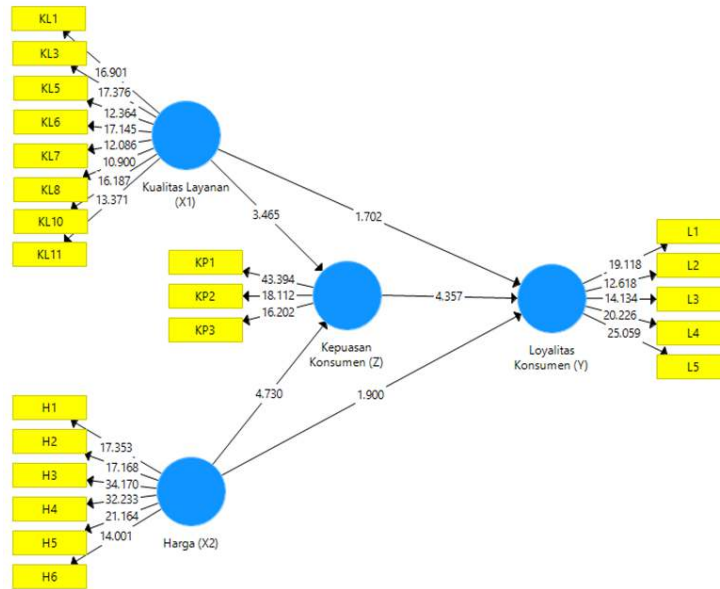 KL1
KL3
KL5
KL6
KL7
KL8
KL10
KL11
16.901
17.376
12.364
17.145
12.086
10.900
16.187
13.371
Kualitas Layanan
(X1)
3.465
1.702
KP1
KP2
KP3
43.394
18.112
16.202
Kepuasan
Konsumen (Z)
4.357
4.730
1.900
Loyalitas
Konsumen (Y)
19.118
12.618
14.134
20.226
25.059
L1
L2
L3
L4
L5
H1
H2
H3
H4
H5
H6
17.353
17.168
34.170
32.233
21.164
14.001
Harga (X2)